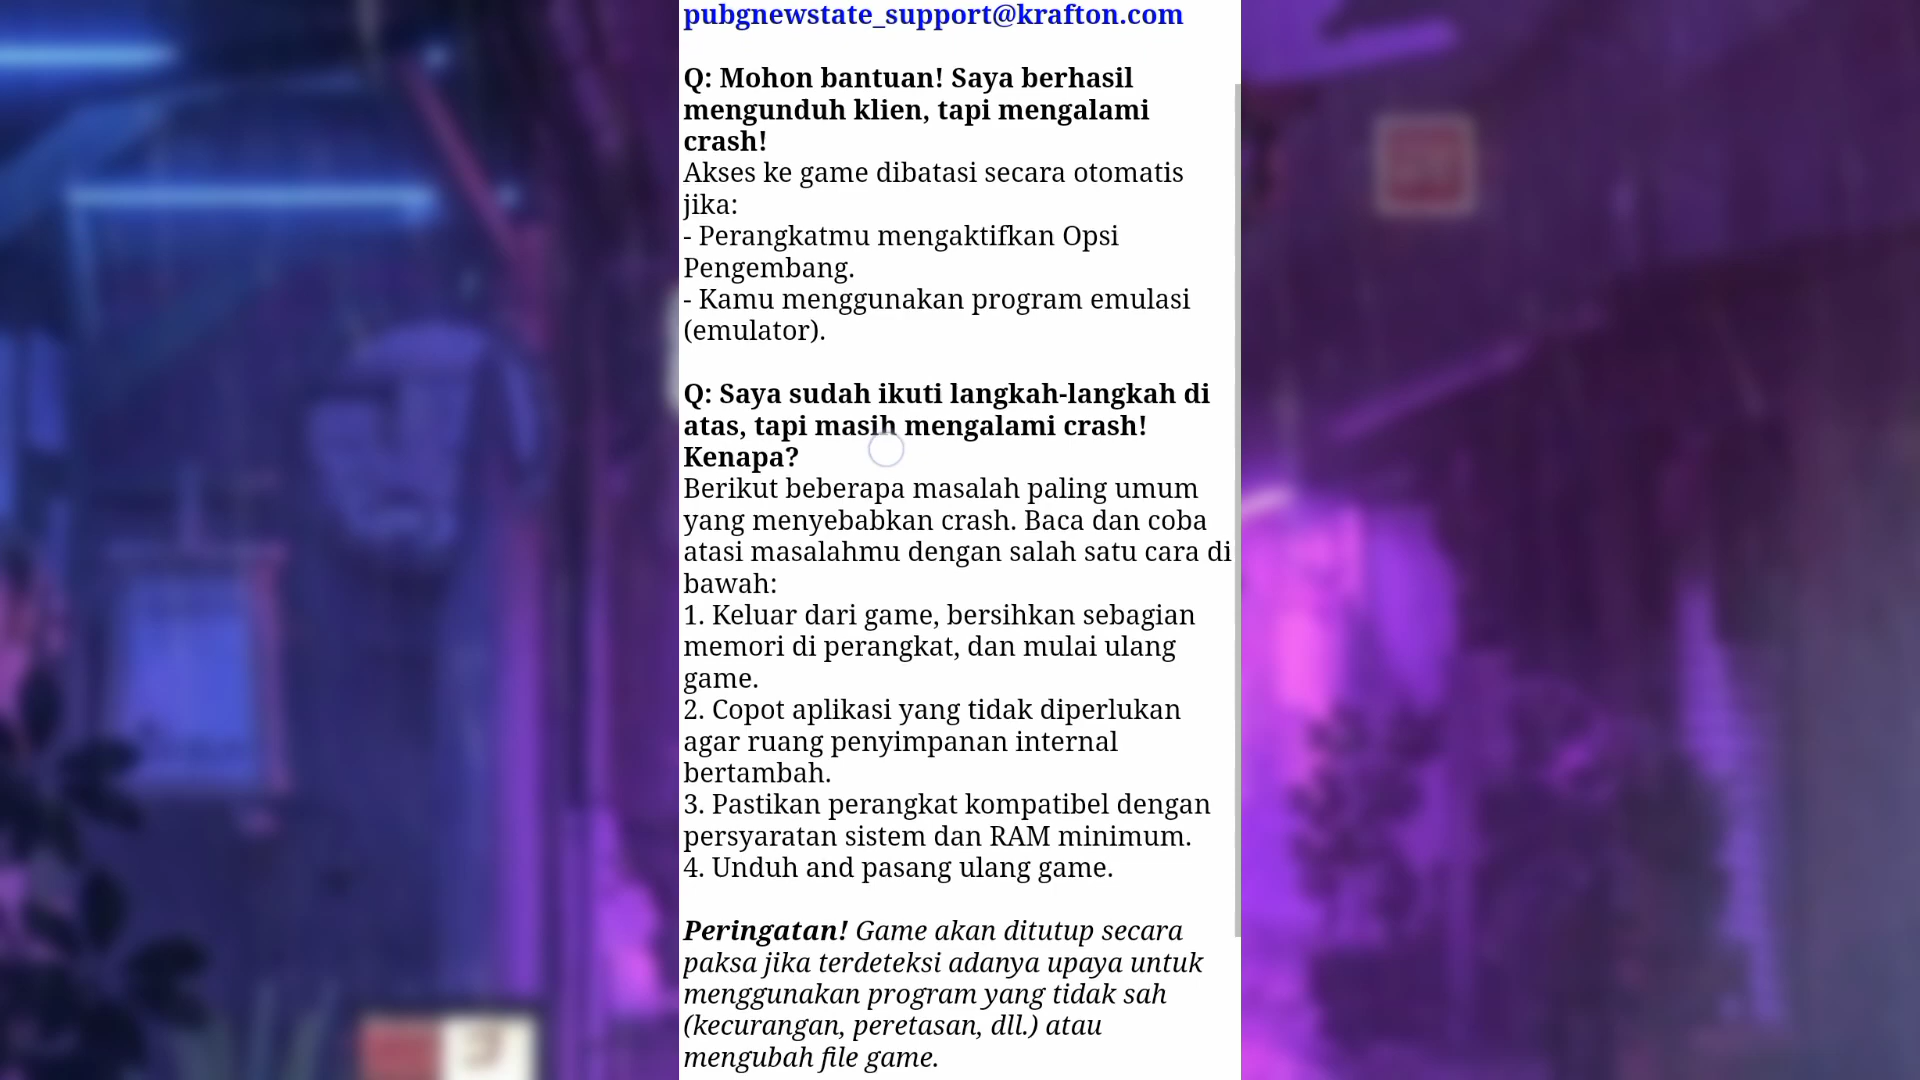 pubgnewstate_support@krafton.com
Q: Mohon bantuan! Saya berhasil
mengunduh klien, tapi mengalami
crash!
Akses ke game dibatasi secara otomatis
jika:
- Perangkatmu mengaktifkan Opsi
Pengembang.
- Kamu menggunakan program emulasi
(emulator).
Q: Saya sudah ikuti langkah-langkah di
atas, tapi masih mengalami crash!
Kenapa?
Berikut beberapa masalah paling umum
yang menyebabkan crash. Baca dan coba
atasi masalahmu dengan salah satu cara di
bawah:
1. Keluar dari game, bersihkan sebagian
memori di perangkat, dan mulai ulang
game.
2. Copot aplikasi yang tidak diperlukan
agar ruang penyimpanan internal
bertambah.
3. Pastikan perangkat kompatibel dengan
persyaratan sistem dan RAM minimum.
4. Unduh and pasang ulang game.
Peringatan! Game akan ditutup secara
paksa jika terdeteksi adanya upaya untuk
menggunakan program yang tidak sah
(kecurangan, peretasan, dll.) atau
mengubah file game.